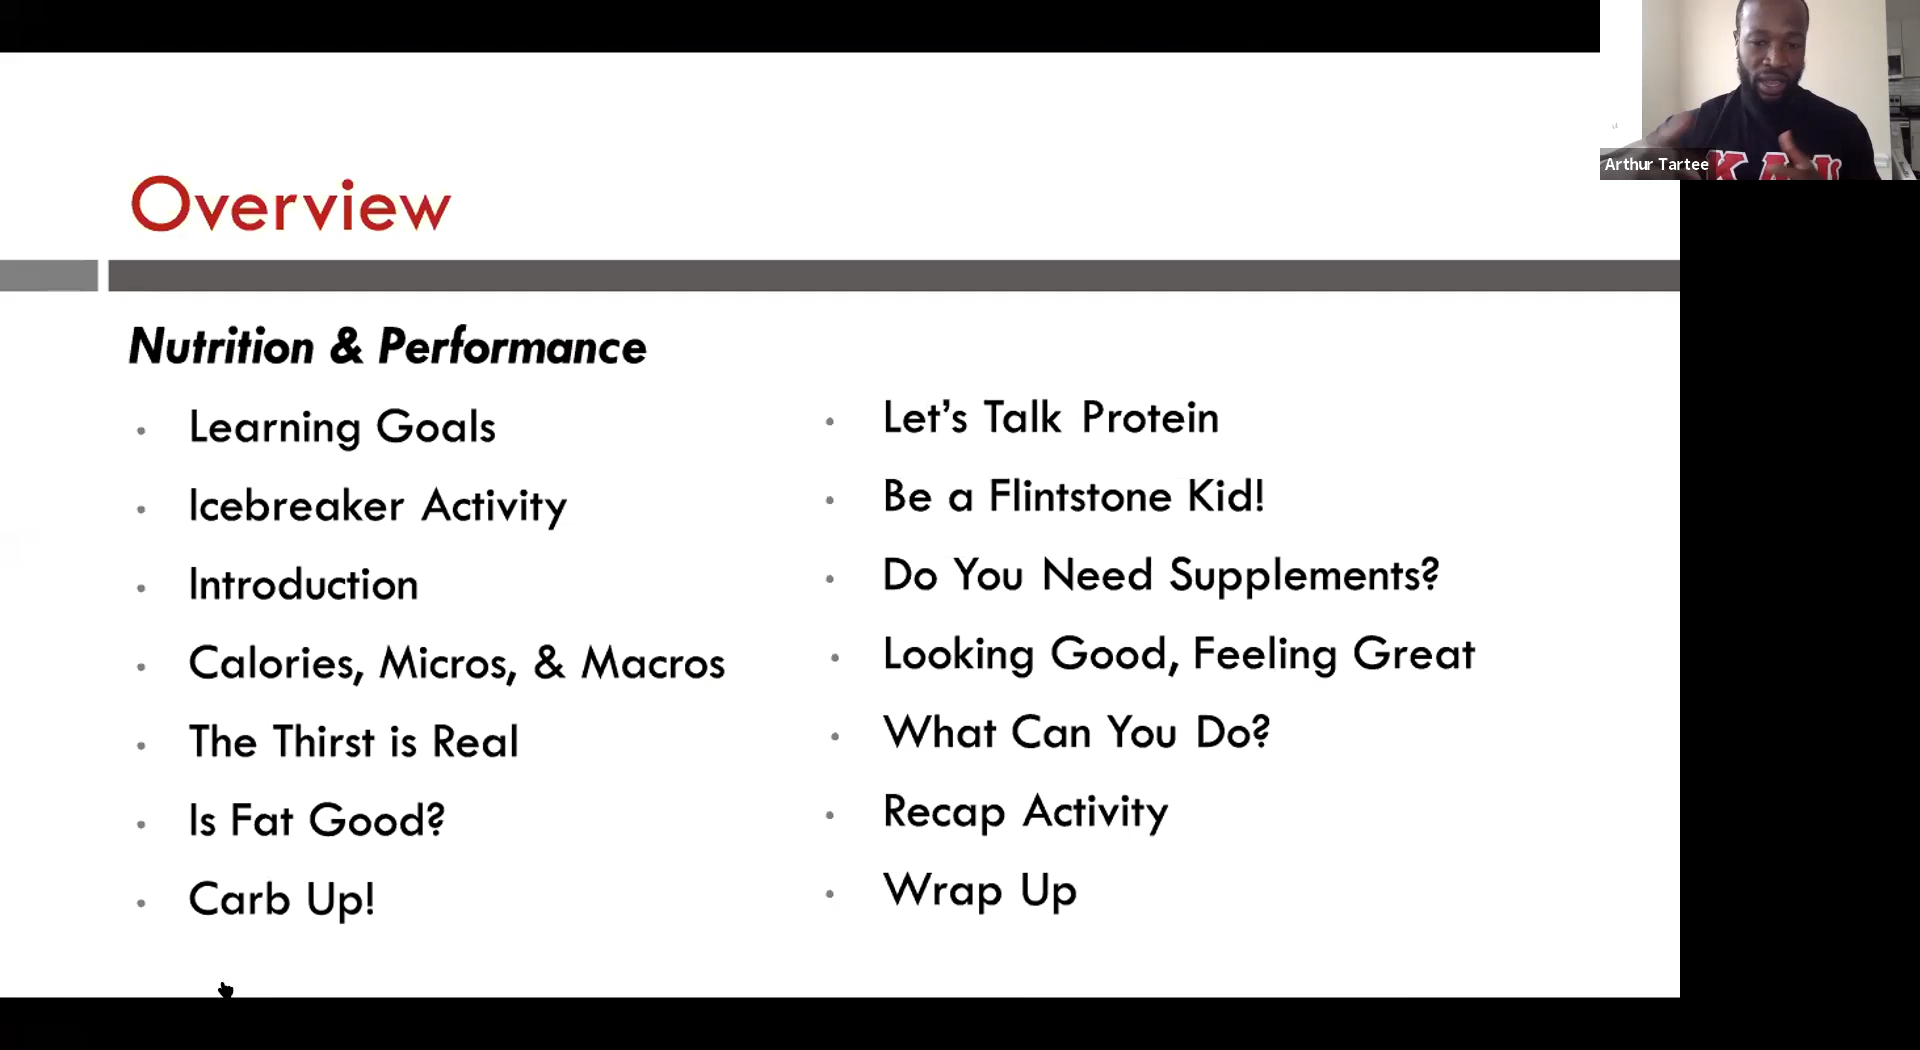 Overview
Nutrition & Performance
Learning Goals
Icebreaker Activity
Introduction
Calories, Micros, & Macros
The Thirst is Real
Is Fat Good?
Carb Up!
Let's Talk Protein
Be a Flintstone Kid!
Do You Need Supplements?
Looking Good, Feeling Great
What Can You Do?
Recap Activity
Wrap Up
Arthur Tartee